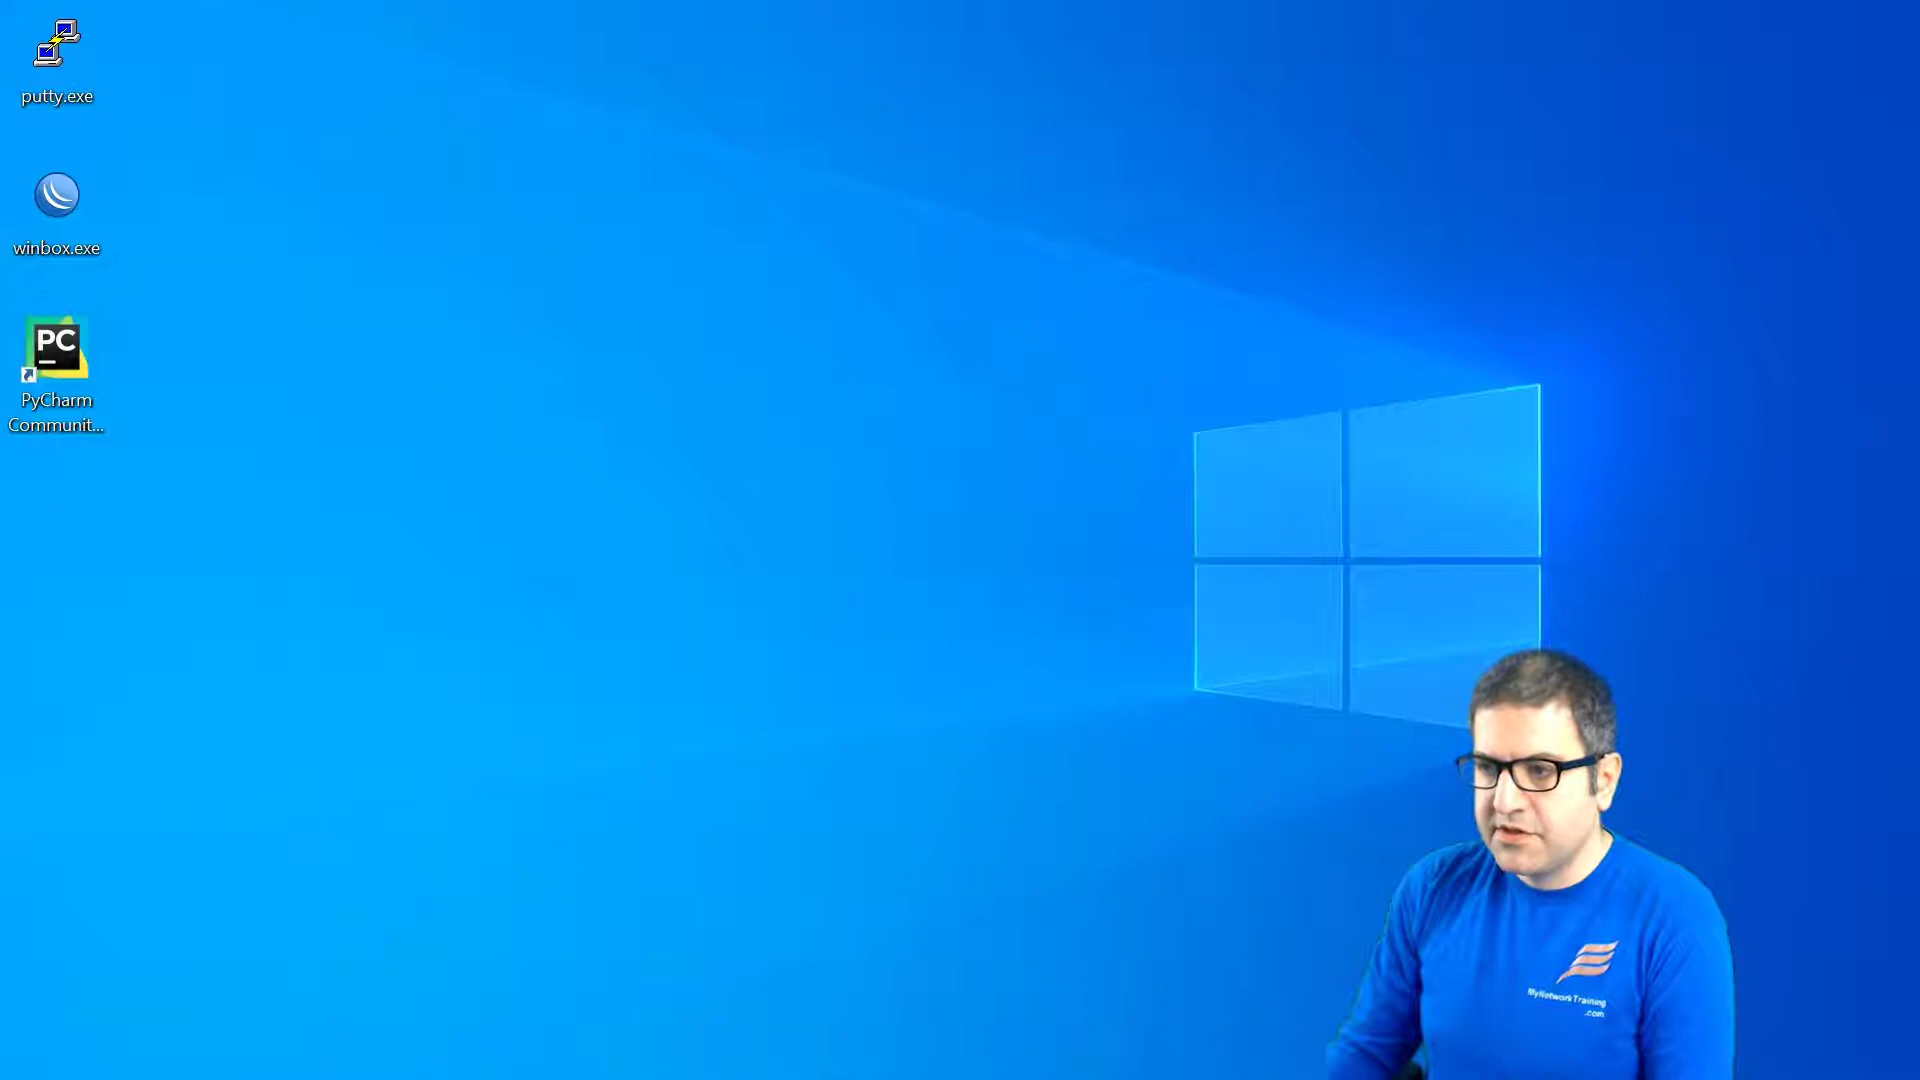 putty.exe
winbox.exe
PC
PyCharm
Communit...
MyNetworkTraining
.com